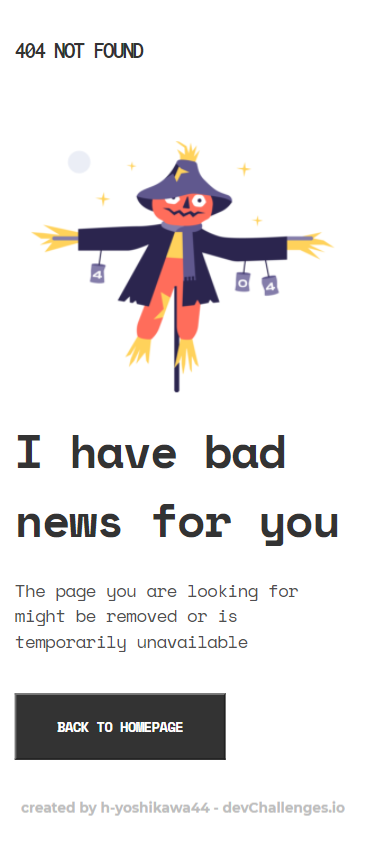 404 NOT FOUND
4
0
4
I have bad
news for you
The page you are looking for
might be removed or is
temporarily unavailable
BACK TO HOMEPAGE
created by h-yoshikawa44 - devChallenges.io